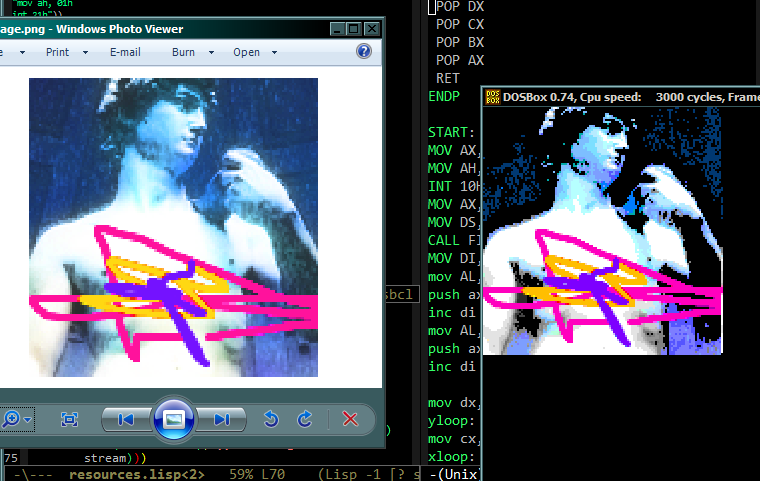 "mov ah, 01h
int 21h"))
age.png - Windows Photo Viewer
Print
E-mail
Burn
Open
sbcl
75
stream)))
-\--- resources.lisp<2> 59% L70 (Lisp -1 [? s
-(Unix
POP DX
POP CX
POP BX
POP AX
RET
ENDP
START:
MOV AX,
MOV AH,
INT 10H
MOV AX,
MOV DS,
CALL FI
MOV DI,
mov AL,
push ax
inc di
mov AL,
push ax
inc di
mov dx,
yloop:
mov cx,
xloop:
DOS BOX
DOSBox 0.74, Cpu speed: 3000 cycles, Frame